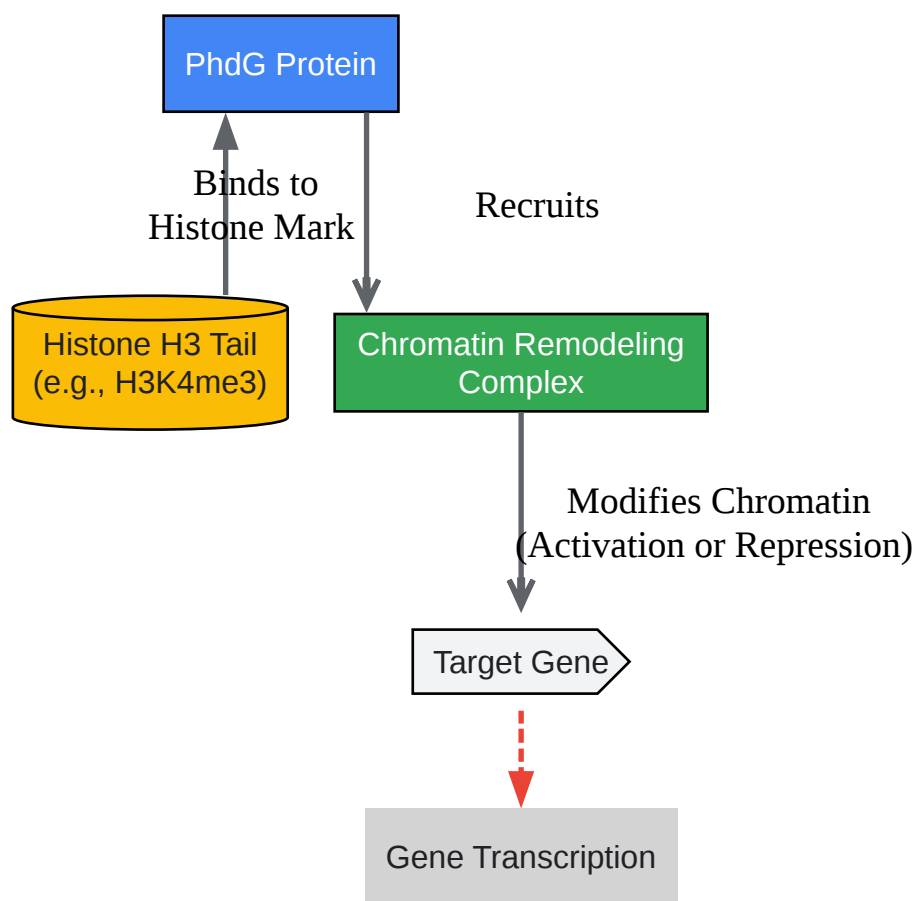 PhdG Protein
Binds to
Histone Mark
Recruits
Histone H3 Tail
(e.g., H3K4me3)
Chromatin Remodeling
Complex
Modifies Chromatin
(Activation or Repression)
Target Gene
Gene Transcription